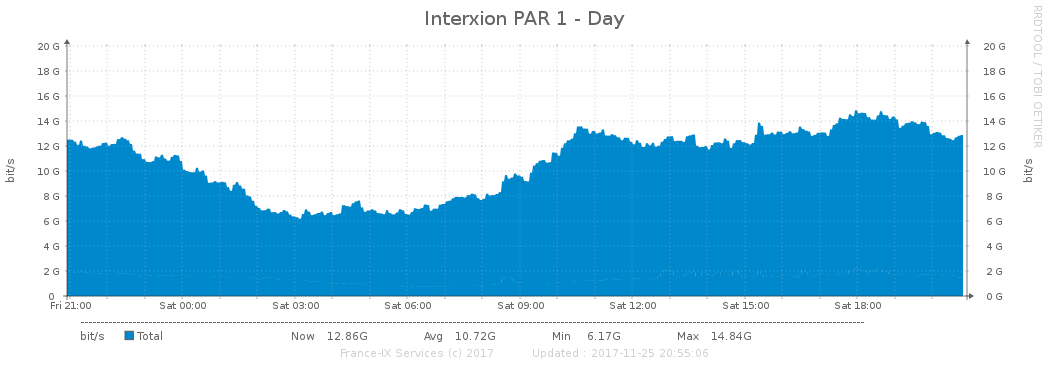 Interxion PAR 1 - Day
RRDTOOL / TOBI OETIKER
bit/s
20 G 20 G
18 G 18 G
16 G 16 G
14 G 14 G
12 G 12 G
10 G 10 G
8 G 8 G
6 G 6 G
4 G 4 G
2 G 2 G
0 0 G
bit/s
Fri 21:00 Sat 00:00 Sat 03:00 Sat 06:00 Sat 09:00 Sat 12:00 Sat 15:00 Sat 18:00
bit/s Total Now 12.86G Avg 10.72G Min 6.17G Max 14.84G
France-IX Services (c) 2017 Updated : 2017-11-25 20:55:06